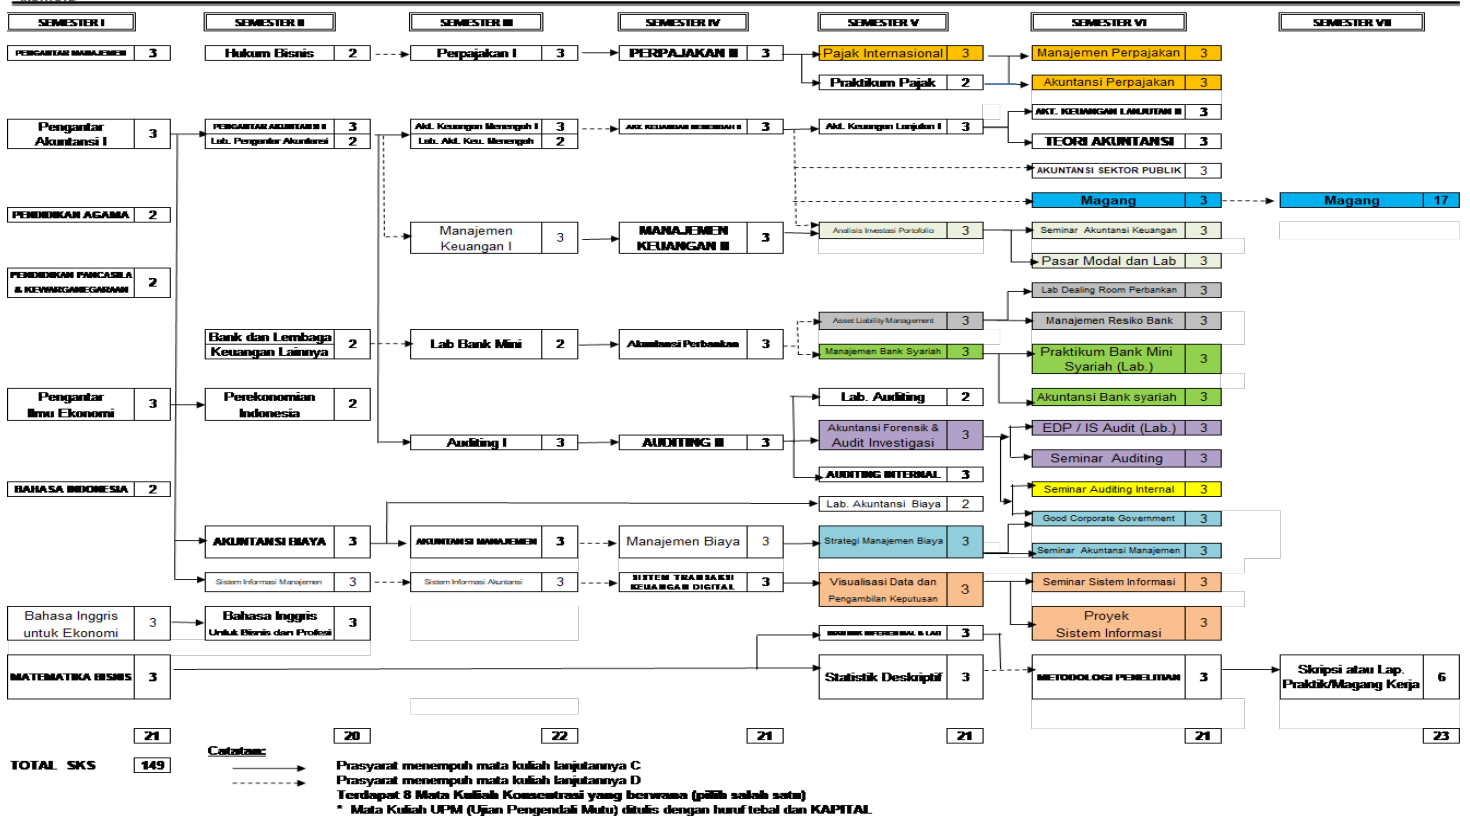 SEMESTER I
SEMESTER II
SEMESTER III
SEMESTER IV
SEMESTER V
SEMESTER VI
SEMESTER VII
PENGANTAR MANAJEMEN 3
Hukum Bisnis 2
Perpajakan I 3
PERPAJAKAN II 3
Pajak Internasional 3
Manajemen Perpajakan 3
Praktikum Pajak 2
Akuntansi Perpajakan 3
AKT. KEUANGAN LANJUTAN II 3
Pengantar
Akuntansi I 3
PENGANTAR AKUNTANSI II 3
Lab. Pengantar Akuntansi 2
Akt. Keuangan Menengah I 3
Lab. Akt. Keu. Menengah 2
AKT. KEUANGAN MENENGAH II 3
Akt. Keuangan Lanjutan I 3
TEORI AKUNTANSI 3
AKUNTANSI SEKTOR PUBLIK 3
Magang 3
Magang 17
PENDIDIKAN AGAMA 2
Manajemen
Keuangan I 3
MANAJEMEN
KEUANGAN II 3
Analisis Investasi Portofolio 3
Seminar Akuntansi Keuangan 3
Pasar Modal dan Lab 3
PENDIDIKAN PANCASILA
& KEWARGANEGARAAN 2
Lab Dealing Room Perbankan 3
Asset Liability Management 3
Manajemen Resiko Bank 3
Bank dan Lembaga
Keuangan Lainnya 2
Lab Bank Mini 2
Akuntansi Perbankan 3
Manajemen Bank Syariah 3
Praktikum Bank Mini
Syariah (Lab.) 3
Pengantar
Ilmu Ekonomi 3
Perekonomian
Indonesia 2
Lab. Auditing 2
Akuntansi Bank syariah 3
Auditing I 3
AUDITING II 3
Akuntansi Forensik &
Audit Investigasi 3
EDP / IS Audit (Lab.) 3
Seminar Auditing 3
AUDITING INTERNAL 3
BAHASA INDONESIA 2
Seminar Auditing Internal 3
Lab. Akuntansi Biaya 2
Good Corporate Government 3
AKUNTANSI BIAYA 3
AKUNTANSI MANAJEMEN 3
Manajemen Biaya 3
Strategi Manajemen Biaya 3
Seminar Akuntansi Manajemen 3
Sistem Informasi Manajemen 3
Sistem Informasi Akuntansi 3
SISTEM TRANSAKSI
KEUANGAN DIGITAL 3
Visualisasi Data dan
Pengambilan Keputusan 3
Seminar Sistem Informasi 3
Bahasa Inggris
untuk Ekonomi 3
Bahasa Inggris
Untuk Bisnis dan Profesi 3
Proyek
Sistem Informasi 3
INFERENSIAL & LAB 3
MATEMATIKA BISNIS 3
Statistik Deskriptif 3
METODOLOGI PENELITIAN 3
Skripsi atau Lap.
Praktik/Magang Kerja 6
21
20
22
21
21
21
23
TOTAL SKS 149
Catatan:
Prasyarat menempuh mata kuliah lanjutannya C
Prasyarat menempuh mata kuliah lanjutannya D
Terdapat 8 Mata Kuliah Konsentrasi yang berwana (pilih salah satu)
* Mata Kuliah UPM (Ujian Pengendali Mutu) ditulis dengan huruf tebal dan KAPITAL